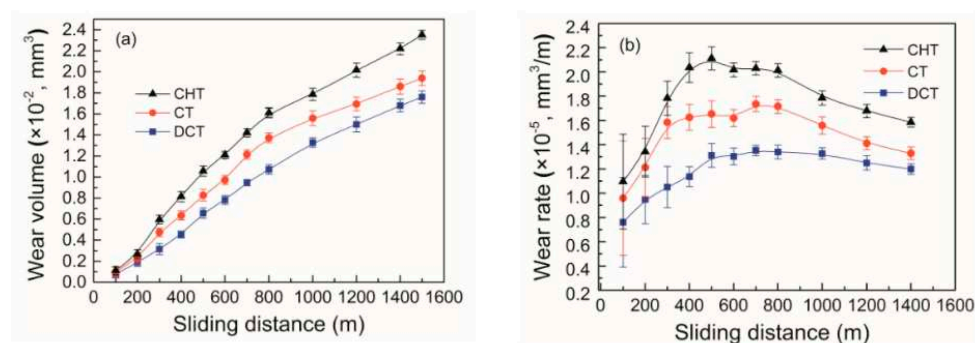 (a)
2.4
2.2
2.0
1.8
1.6
1.4
1.2
1.0
0.8
0.6
0.4
0.2
0.0
Wear volume (×10⁻², mm³)
CHT
CT
DCT
0 200 400 600 800 1000 1200 1400 1600
Sliding distance (m)
(b)
2.4
2.2
2.0
1.8
1.6
1.4
1.2
1.0
0.8
0.6
0.4
0.2
Wear rate (×10⁻⁵, mm³/m)
CHT
CT
DCT
0 200 400 600 800 1000 1200 1400 1600
Sliding distance (m)